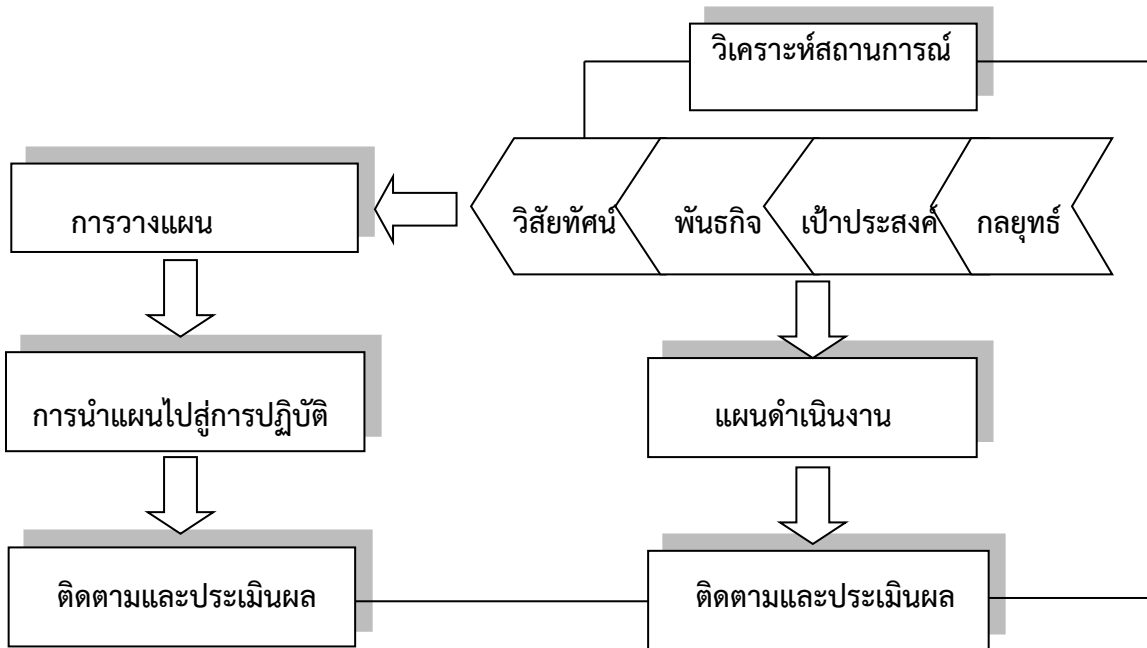 วิเคราะห์สถานการณ์
การวางแผน
วิสัยทัศน์ พันธกิจ เป้าประสงค์ กลยุทธ์
การนำแผนไปสู่การปฏิบัติ
แผนดำเนินงาน
ติดตามและประเมินผล
ติดตามและประเมินผล